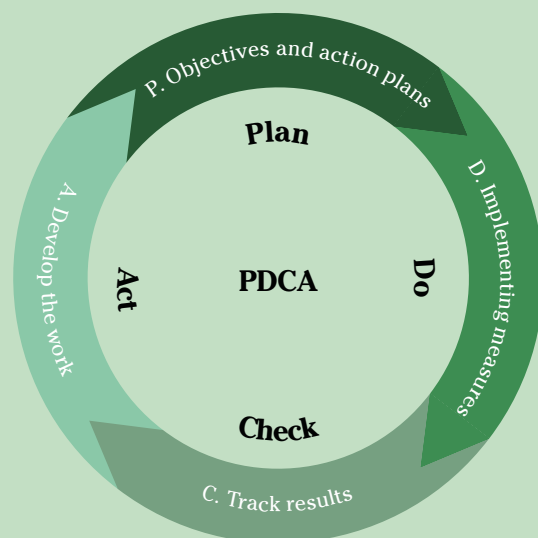 P. Objectives and action plans
Plan
D. Implementing measures
Do
PDCA
Act
A. Develop the work
Check
C. Track results